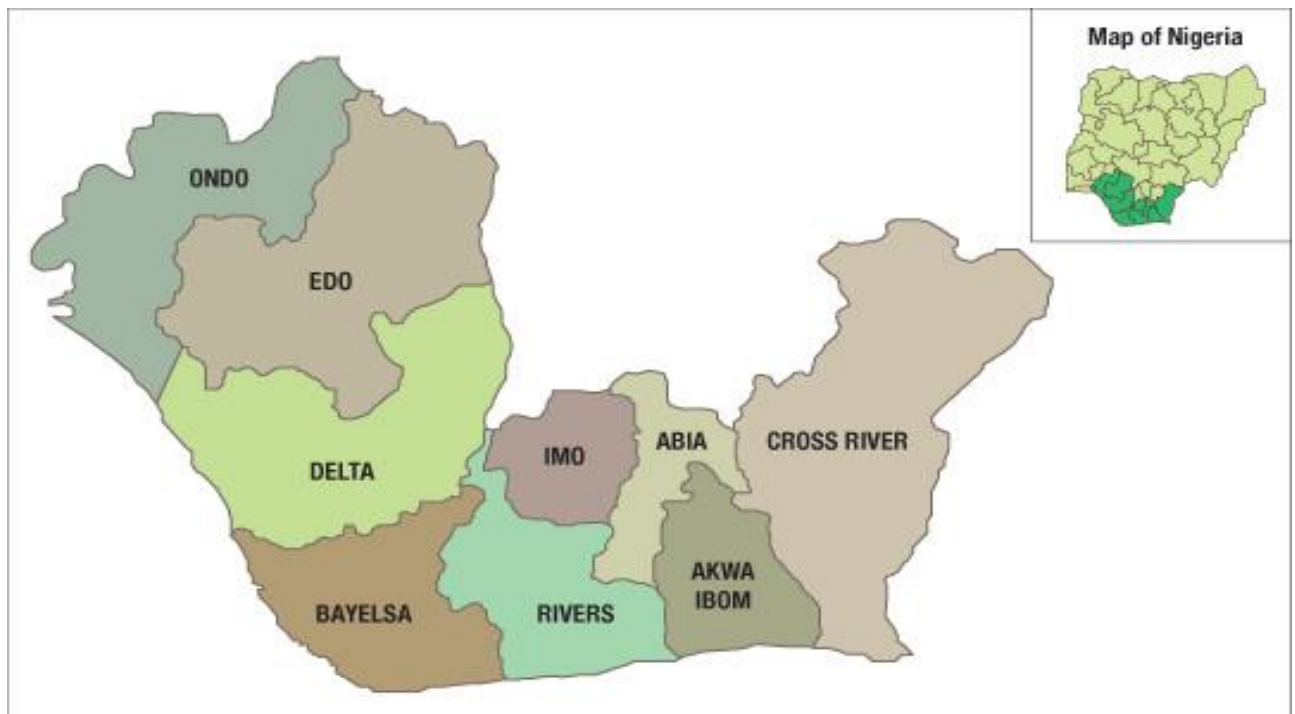 Map of Nigeria
ONDO
EDO
DELTA
IMO
ABIA
CROSS RIVER
BAYELSA
RIVERS
AKWA
IBOM